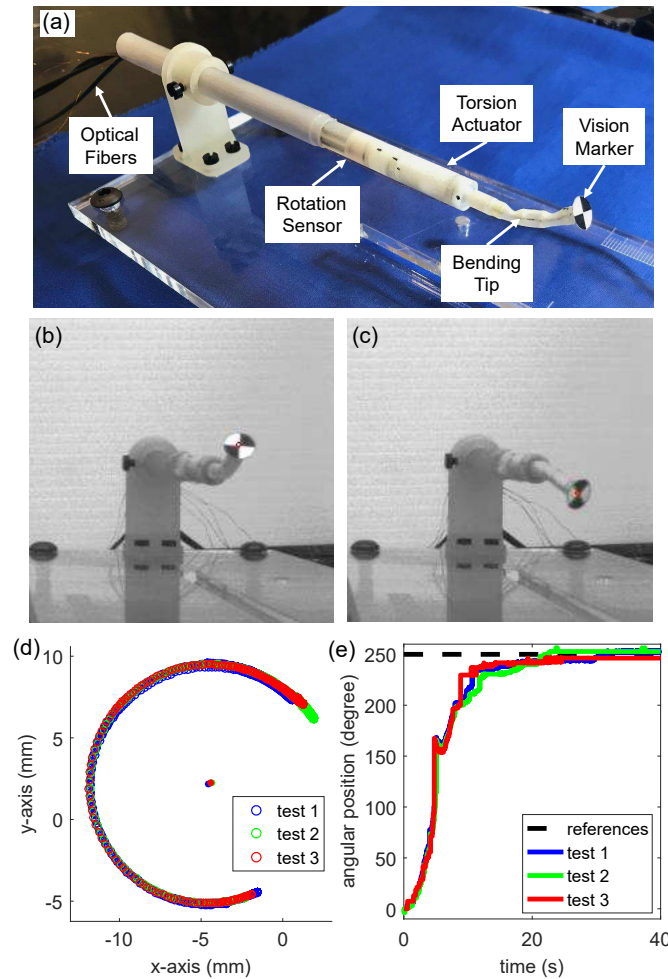 (a)
Optical
Fibers
Rotation
Sensor
Torsion
Actuator
Bending
Tip
Vision
Marker
(b)
(c)
(d)
10
5
0
-5
y-axis (mm)
-10
-5
0
x-axis (mm)
test 1
test 2
test 3
(e)
250
200
150
100
50
0
angular position (degree)
0
20
40
time (s)
references
test 1
test 2
test 3